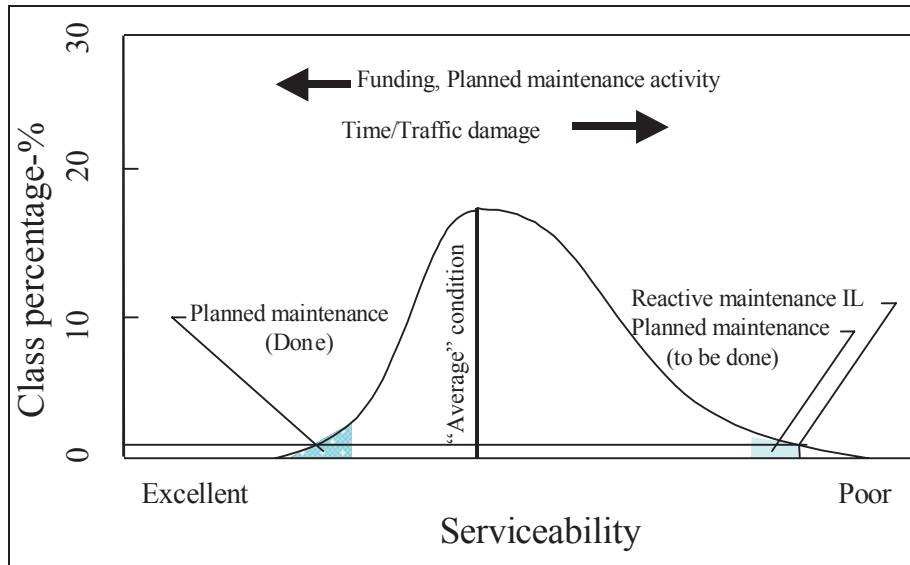 30
Funding, Planned maintenance activity
Time/Traffic damage
20
Class percentage-%
"Average" condition
Planned maintenance
(Done)
Reactive maintenance IL
Planned maintenance
(to be done)
10
0
Excellent
Poor
Serviceability